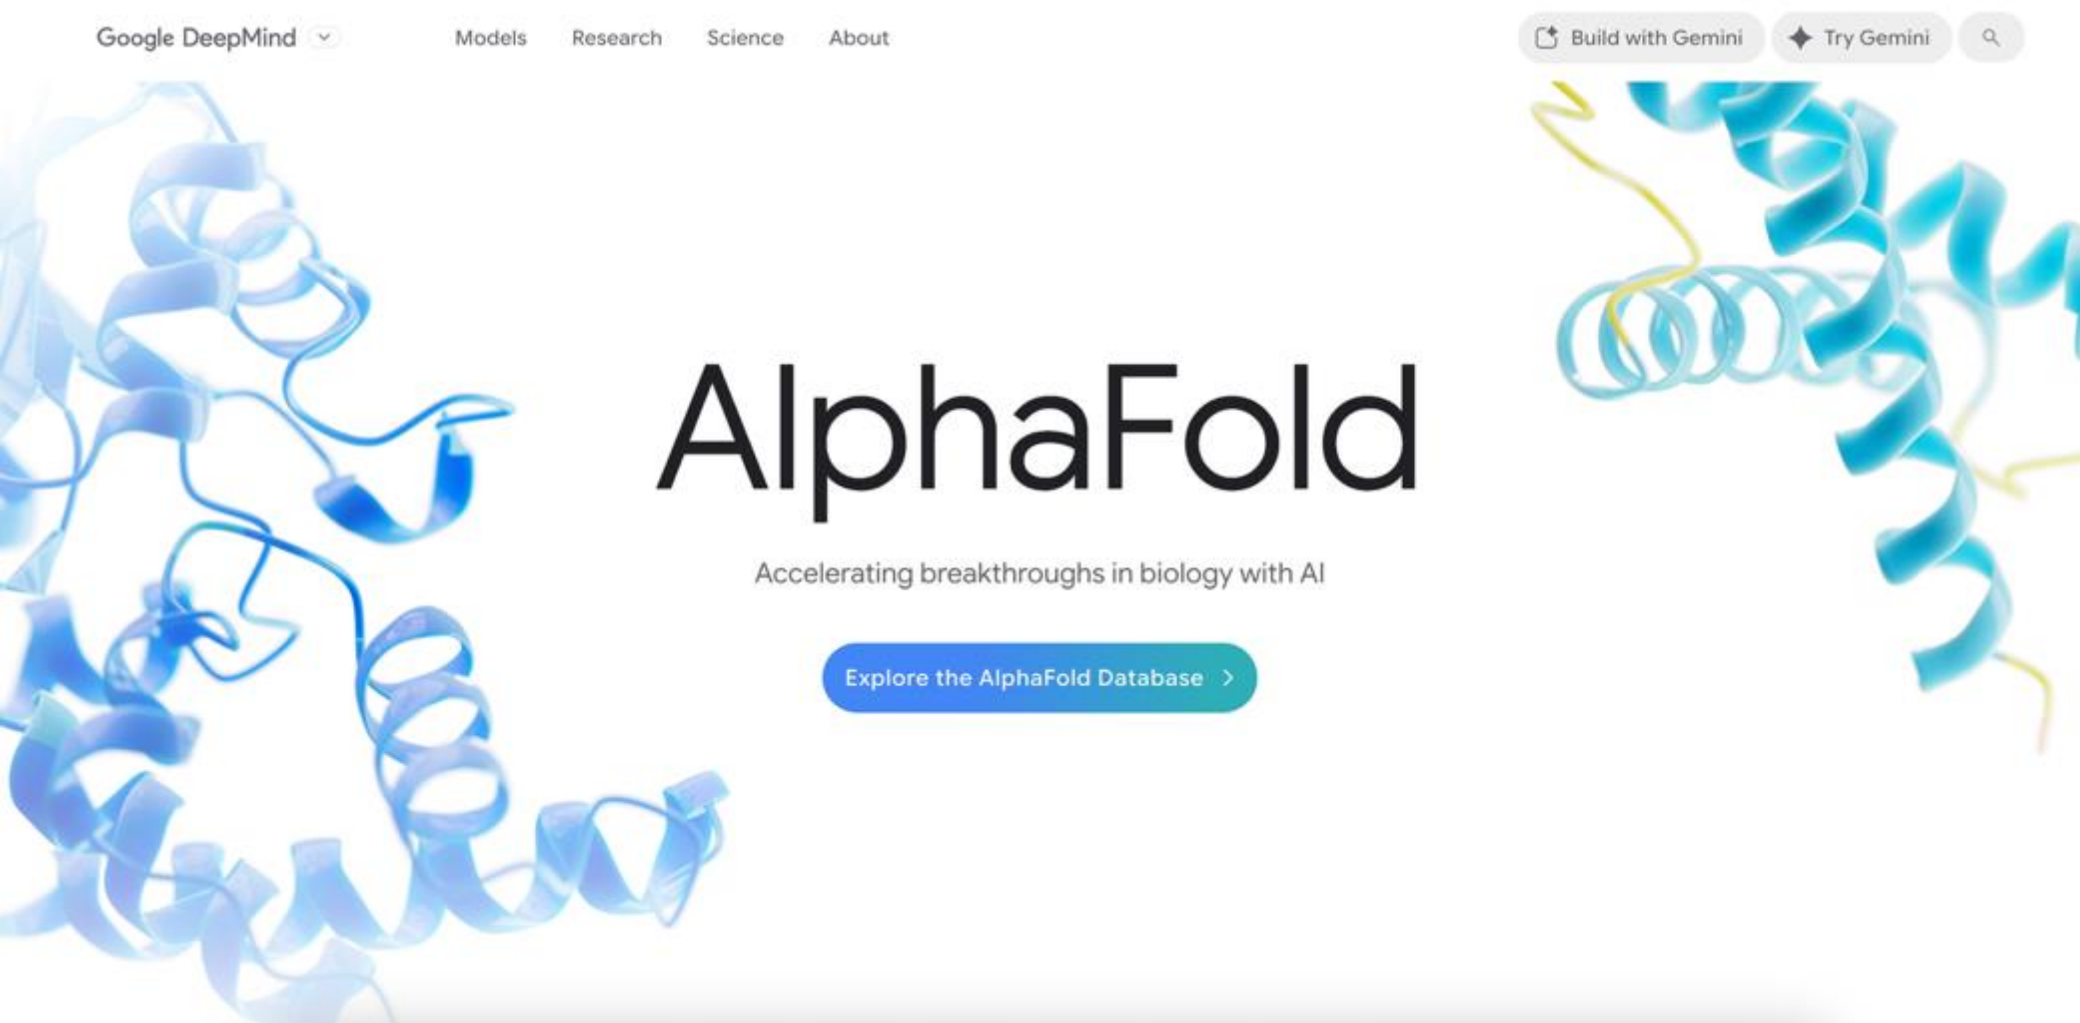 Google DeepMind
Models
Research
Science
About
Build with Gemini
Try Gemini
AlphaFold
Accelerating breakthroughs in biology with AI
Explore the AlphaFold Database